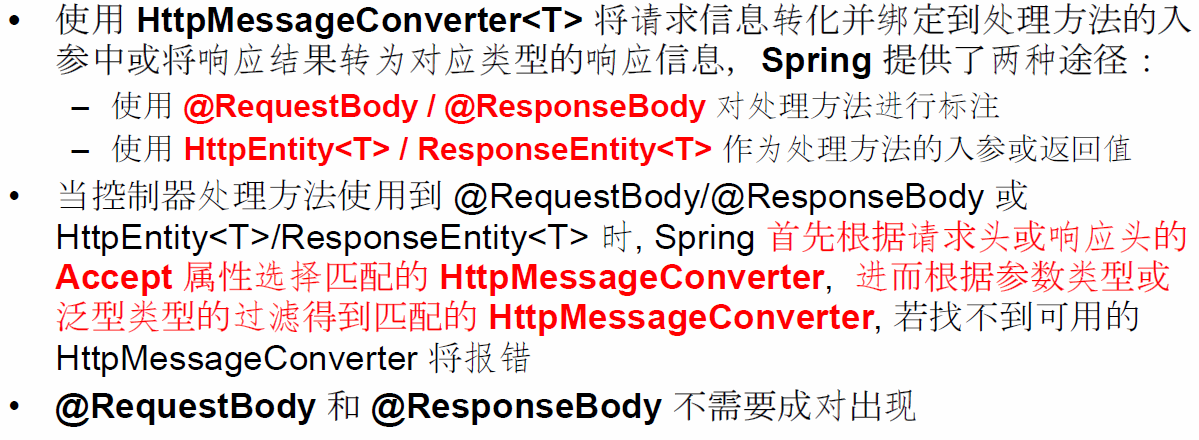 • 使用 HttpMessageConverter<T> 将请求信息转化并绑定到处理方法的入
参中或将响应结果转为对应类型的响应信息，Spring 提供了两种途径：
– 使用 @RequestBody / @ResponseBody 对处理方法进行标注
– 使用 HttpEntity<T> / ResponseEntity<T> 作为处理方法的入参或返回值
• 当控制器处理方法使用到 @RequestBody/@ResponseBody 或
HttpEntity<T>/ResponseEntity<T> 时, Spring 首先根据请求头或响应头的
Accept 属性选择匹配的 HttpMessageConverter, 进而根据参数类型或
泛型类型的过滤得到匹配的 HttpMessageConverter, 若找不到可用的
HttpMessageConverter 将报错
• @RequestBody 和 @ResponseBody 不需要成对出现